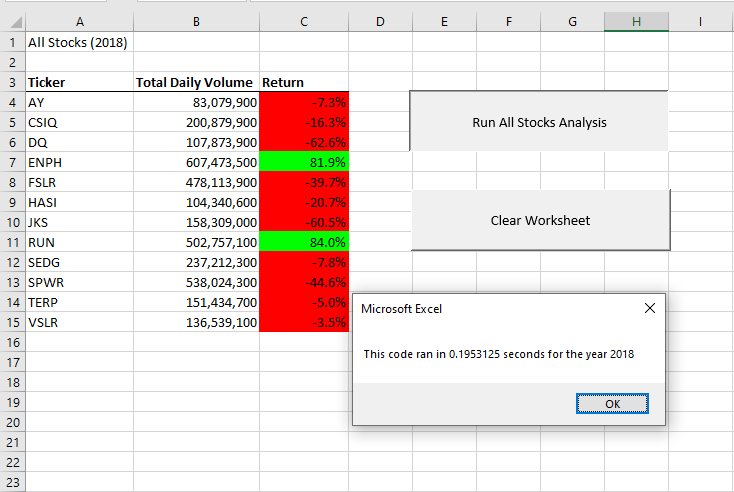 A B C D E F G H I
1 All Stocks (2018)
2
3 Ticker Total Daily Volume Return
4 AY 83,079,900 -7.3%
5 CSIQ 200,879,900 -16.3%
6 DQ 107,873,900 -62.6%
7 ENPH 607,473,500 81.9%
8 FSLR 478,113,900 -39.7%
9 HASI 104,340,600 -20.7%
10 JKS 158,309,000 -60.5%
11 RUN 502,757,100 84.0%
12 SEDG 237,212,300 -7.8%
13 SPWR 538,024,300 -44.6%
14 TERP 151,434,700 -5.0%
15 VSLR 136,539,100 -3.5%
16
17
18
19
20
21
22
23
Run All Stocks Analysis
Clear Worksheet
Microsoft Excel
This code ran in 0.1953125 seconds for the year 2018
OK